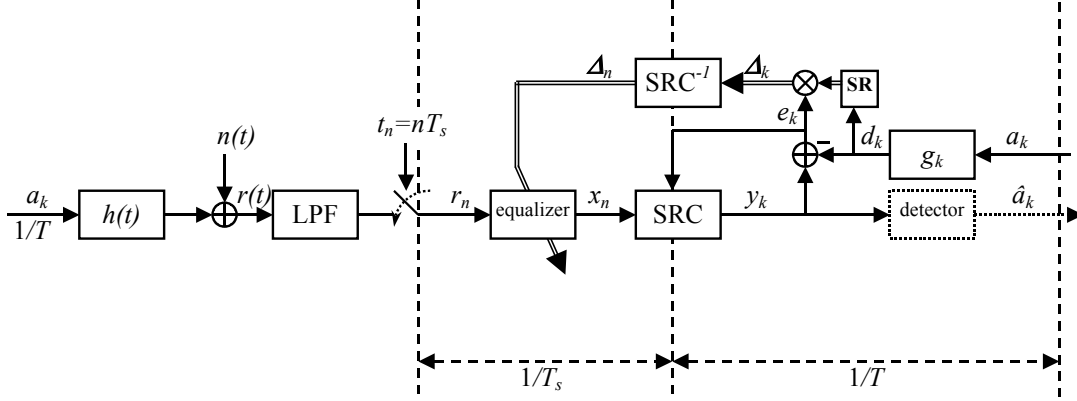 Δn SRC-1 Δk SR
ek
n(t) tn=nTs
dk gk ak
ak 1/T h(t) r(t) LPF rn equalizer xn SRC yk detector âk
1/Ts 1/T